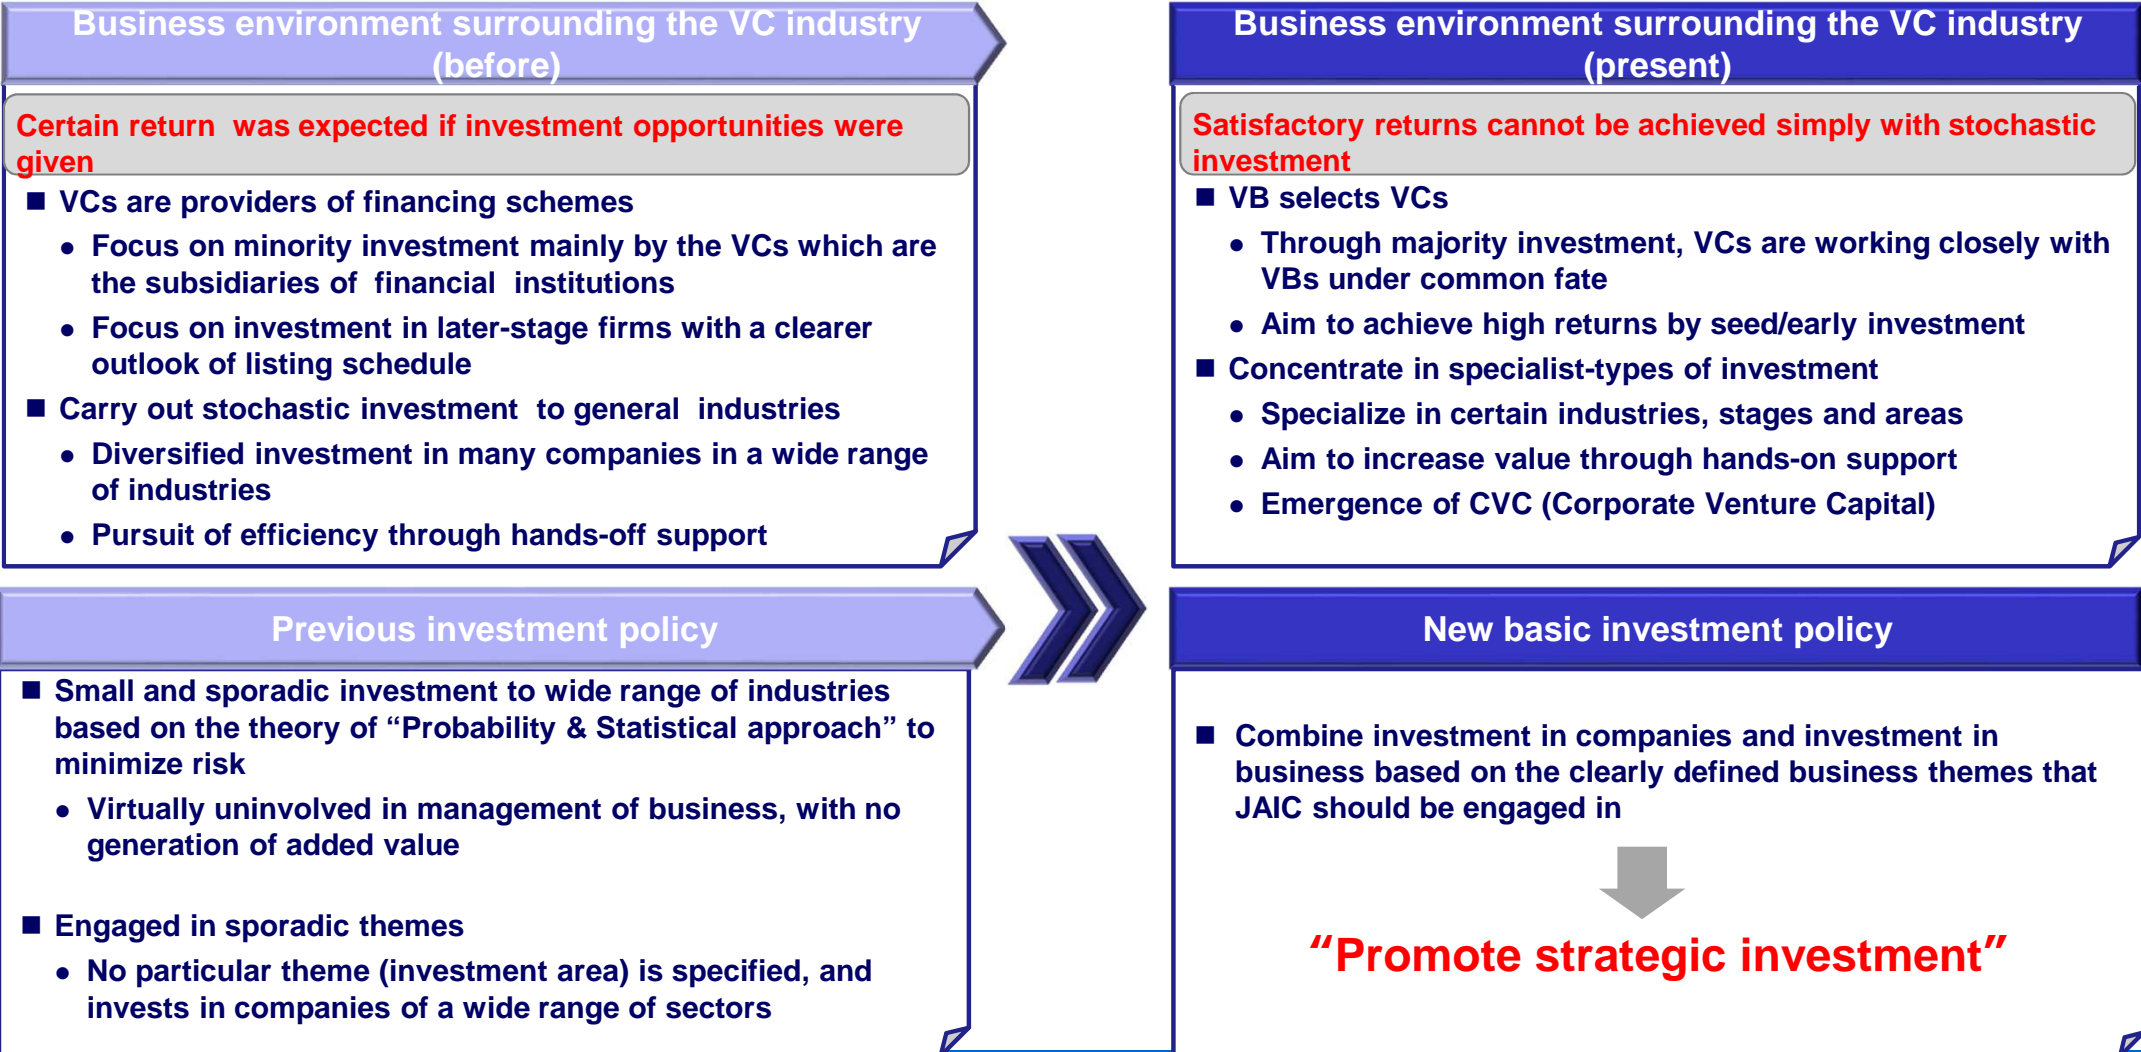 Business environment surrounding the VC industry
(before)
Certain return was expected if investment opportunities were
given
■ VCs are providers of financing schemes
● Focus on minority investment mainly by the VCs which are
the subsidiaries of financial institutions
● Focus on investment in later-stage firms with a clearer
outlook of listing schedule
■ Carry out stochastic investment to general industries
● Diversified investment in many companies in a wide range
of industries
● Pursuit of efficiency through hands-off support
Business environment surrounding the VC industry
(present)
Satisfactory returns cannot be achieved simply with stochastic
investment
■ VB selects VCs
● Through majority investment, VCs are working closely with
VBs under common fate
● Aim to achieve high returns by seed/early investment
■ Concentrate in specialist-types of investment
● Specialize in certain industries, stages and areas
● Aim to increase value through hands-on support
● Emergence of CVC (Corporate Venture Capital)
Previous investment policy
■ Small and sporadic investment to wide range of industries
based on the theory of “Probability & Statistical approach” to
minimize risk
● Virtually uninvolved in management of business, with no
generation of added value
■ Engaged in sporadic themes
● No particular theme (investment area) is specified, and
invests in companies of a wide range of sectors
New basic investment policy
■ Combine investment in companies and investment in
business based on the clearly defined business themes that
JAIC should be engaged in
“Promote strategic investment”